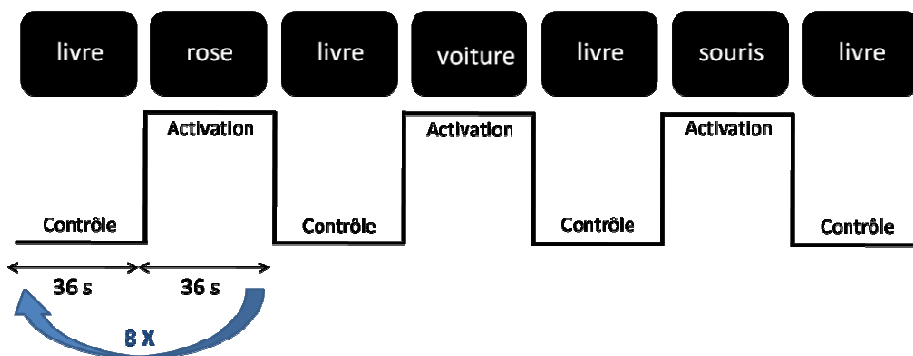 livre rose livre voiture livre souris livre
Activation Activation Activation
Contrôle Contrôle Contrôle Contrôle
36 s 36 s
8 X